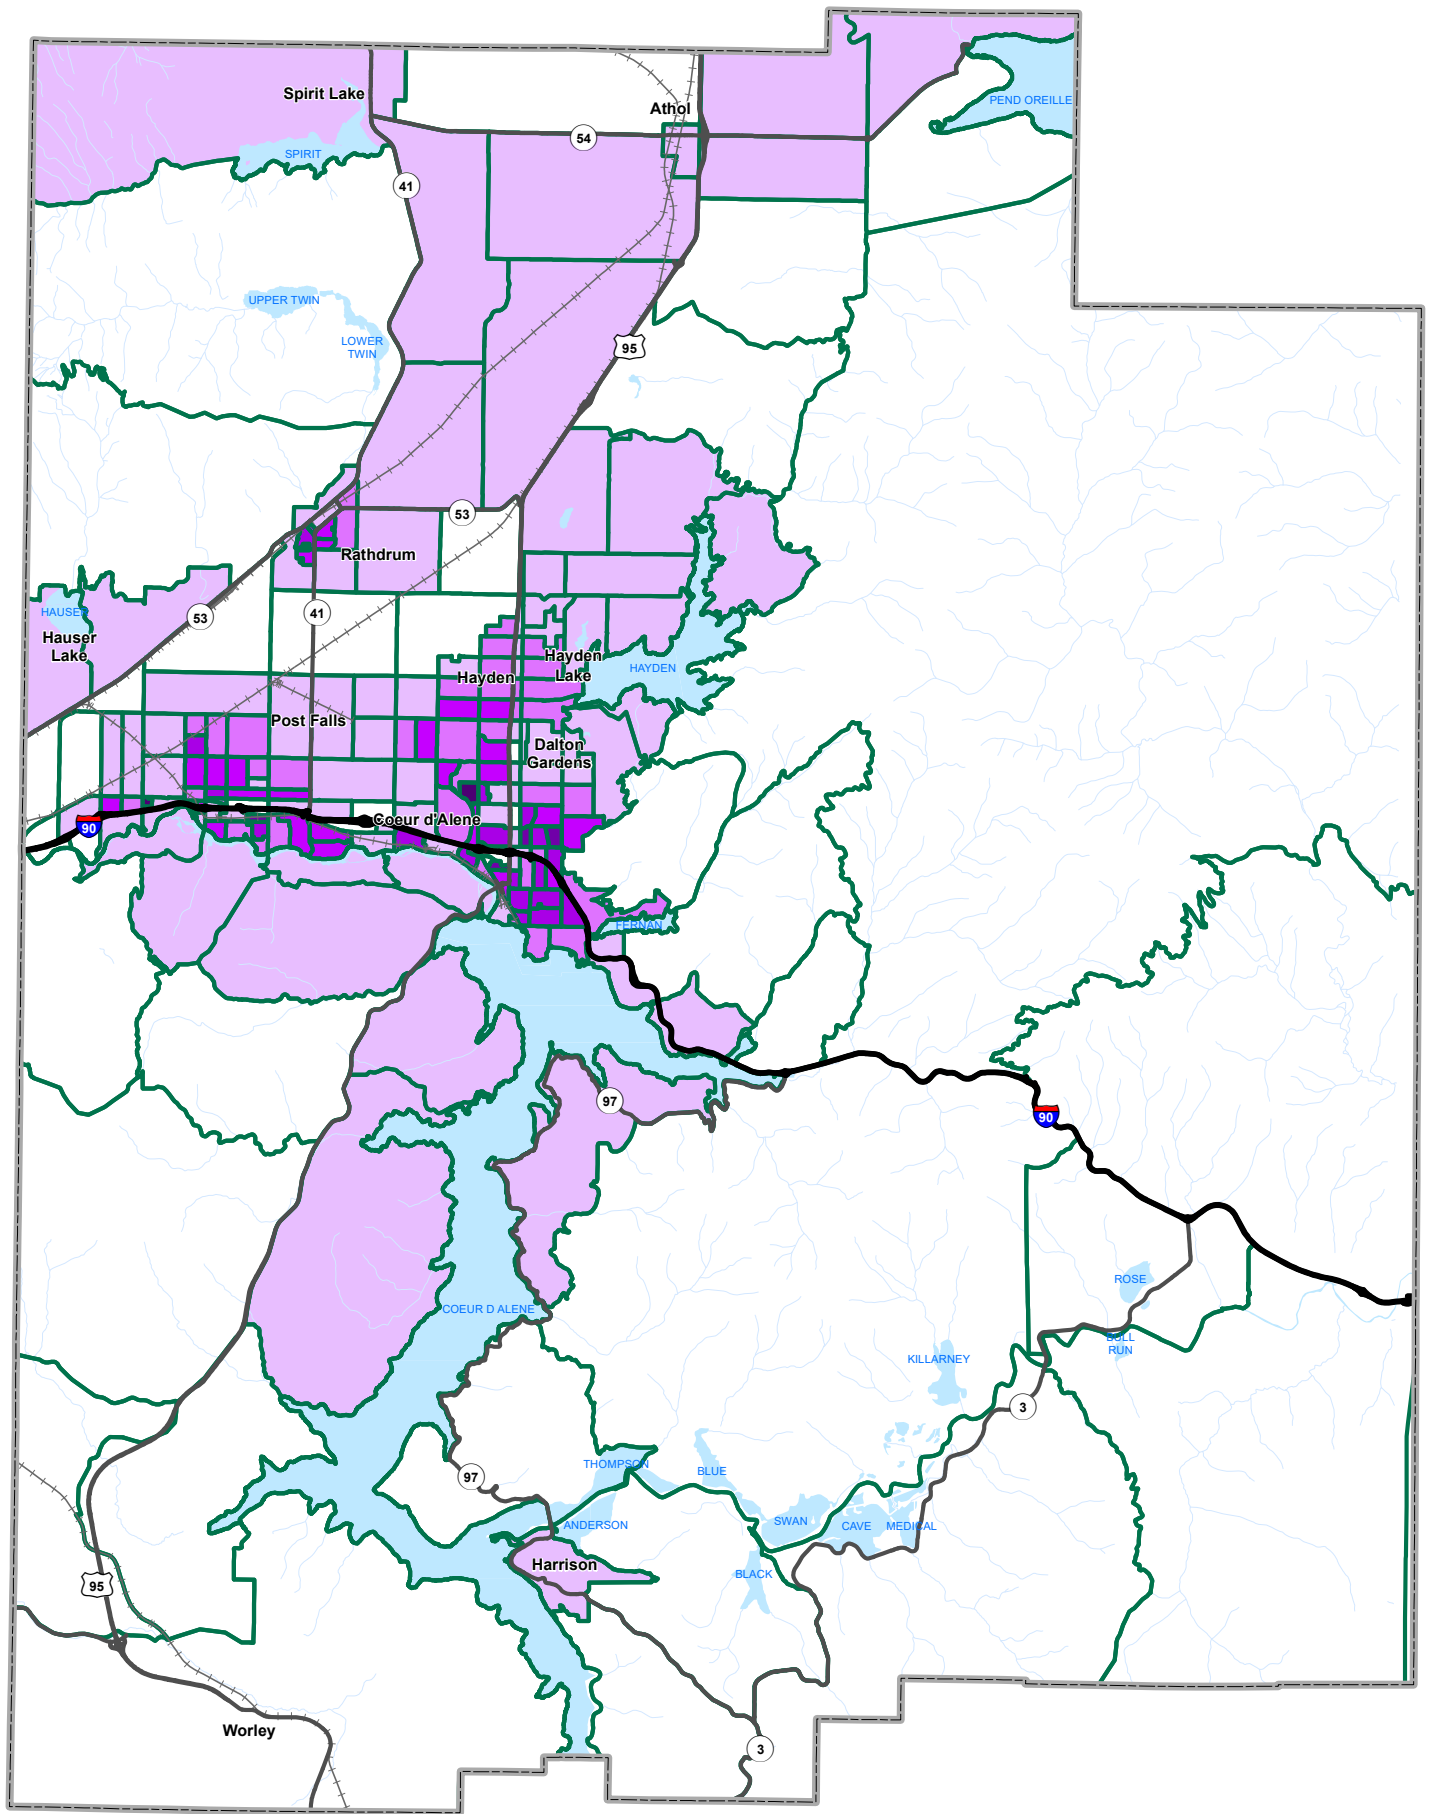 Spirit Lake
PEND OREILLE
Athol
54
SPIRIT
41
UPPER TWIN
LOWER
TWIN
95
53
Rathdrum
HAUSER
53
41
Hauser
Lake
Hayden
Lake
HAYDEN
Hayden
Post Falls
Dalton
Gardens
Coeur d'Alene
90
FERNAN
97
90
ROSE
COEUR D ALENE
BULL
RUN
KILLARNEY
3
THOMPSON
BLUE
97
SWAN
CAVE
MEDICAL
ANDERSON
Harrison
BLACK
95
Worley
3